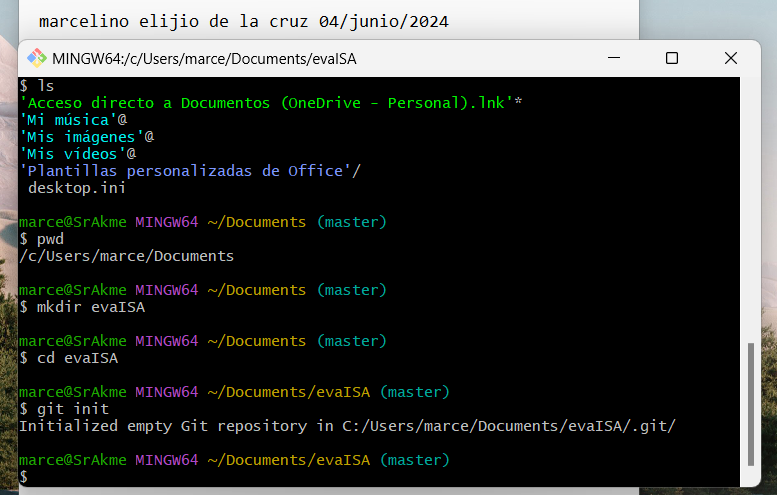 marcelino elijio de la cruz 04/junio/2024
MINGW64:/c/Users/marce/Documents/evaISA
$ ls
'Acceso directo a Documentos (OneDrive - Personal).lnk'*
'Mi música'@
'Mis imágenes'@
'Mis vídeos'@
'Plantillas personalizadas de Office'/
desktop.ini
marce@SrAkme MINGW64 ~/Documents (master)
$ pwd
/c/Users/marce/Documents
marce@SrAkme MINGW64 ~/Documents (master)
$ mkdir evaISA
marce@SrAkme MINGW64 ~/Documents (master)
$ cd evaISA
marce@SrAkme MINGW64 ~/Documents/evaISA (master)
$ git init
Initialized empty Git repository in C:/Users/marce/Documents/evaISA/.git/
marce@SrAkme MINGW64 ~/Documents/evaISA (master)
$